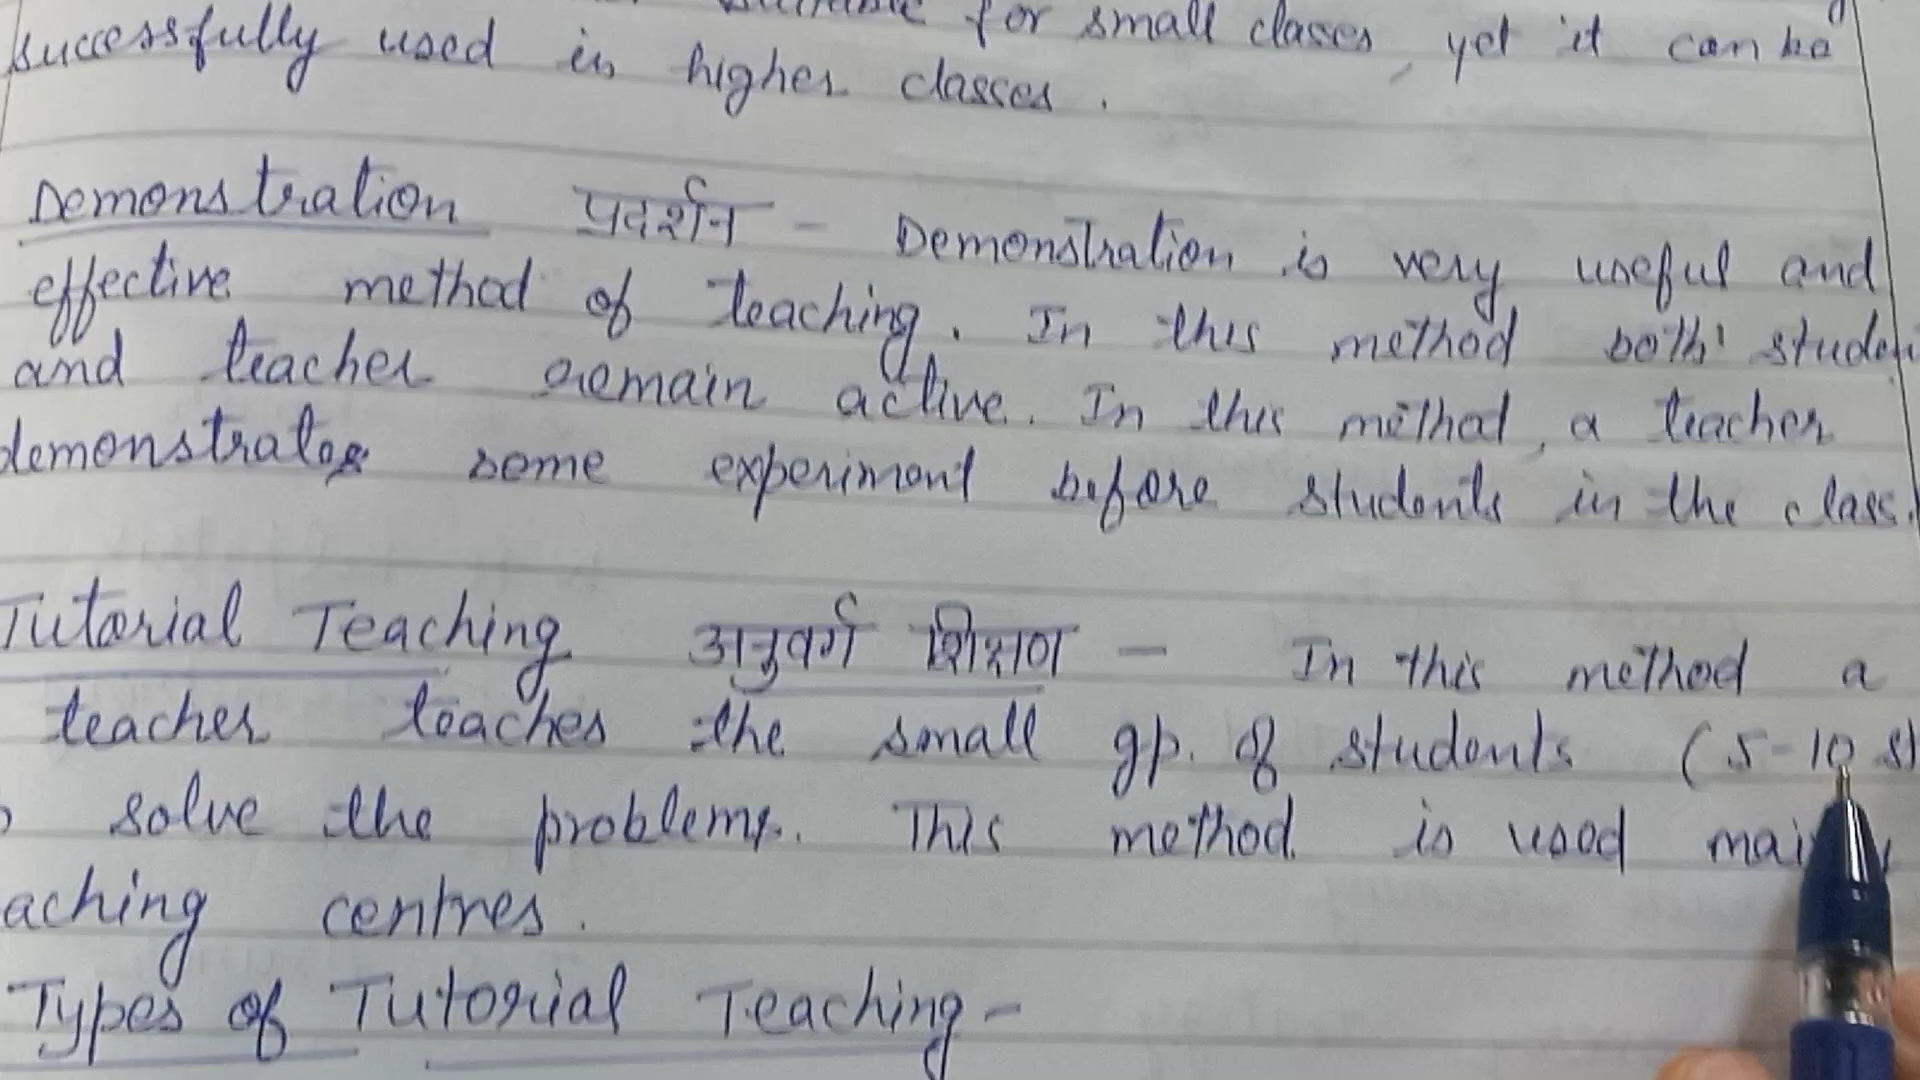 suitable for small classes, yet it can be
successfully used in higher classes.
Demonstration प्रदर्शन - Demonstration is very useful and
effective method of teaching. In this method both studen
and teacher remain active. In this method, a teacher
demonstrates some experiment before students in the class.
Tutorial Teaching अनुवर्ग शिक्षण - In this method a
teacher teaches the small gp. of students (5-10 st
solve the problems. This method is used
aching centres.
Types of Tutorial Teaching-